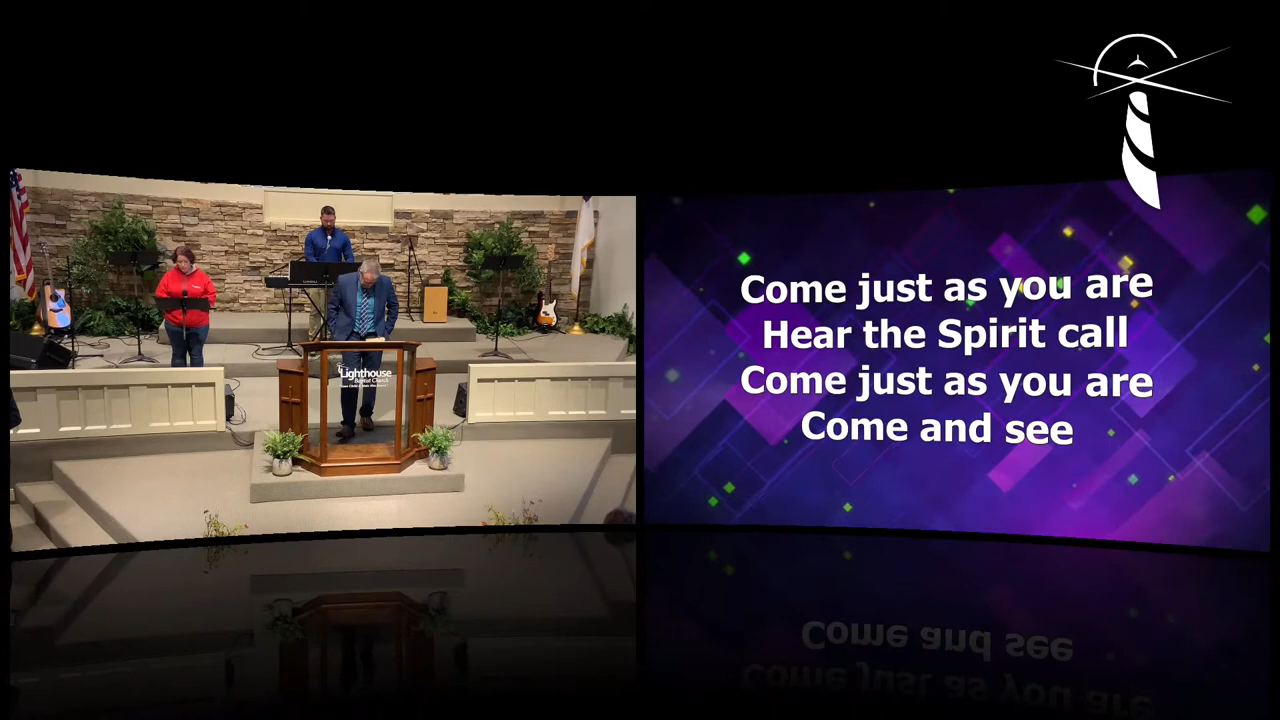 Lighthouse
Baptist Church
Come just as you are
Hear the Spirit call
Come just as you are
Come and see